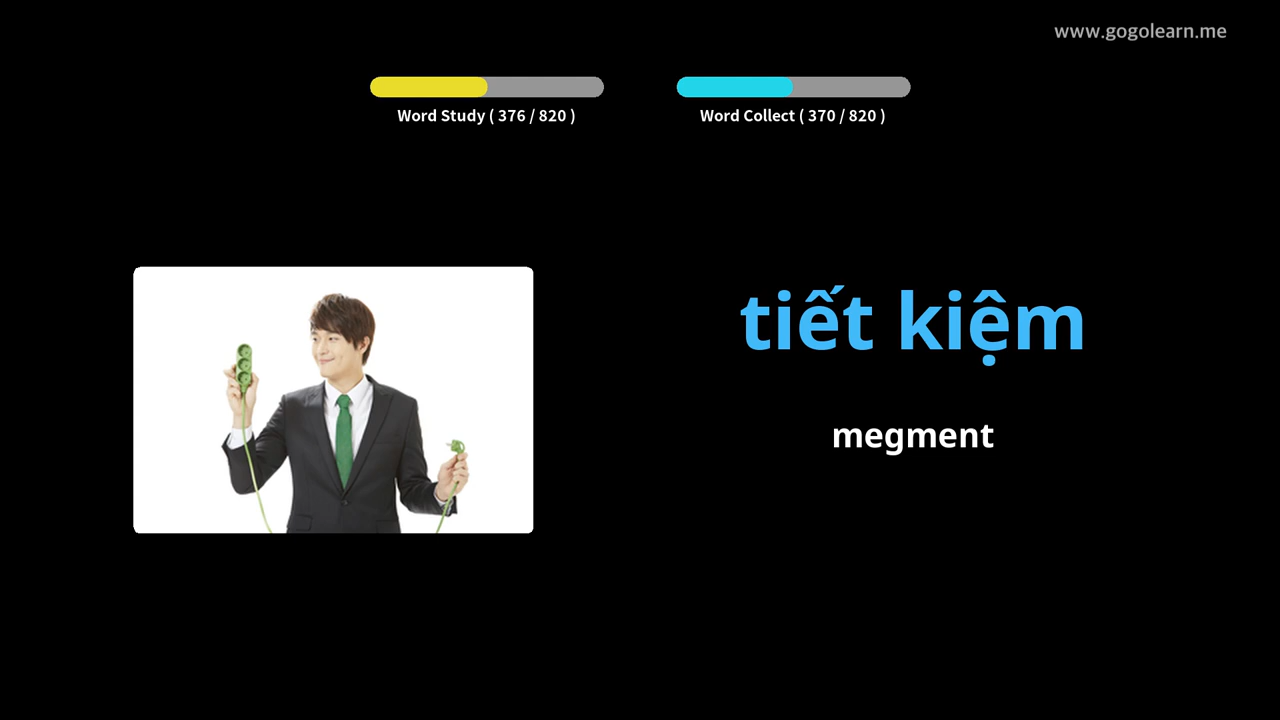 www.gogolearn.me
Word Study ( 376 / 820 )
Word Collect ( 370 / 820 )
tiết kiệm
megment